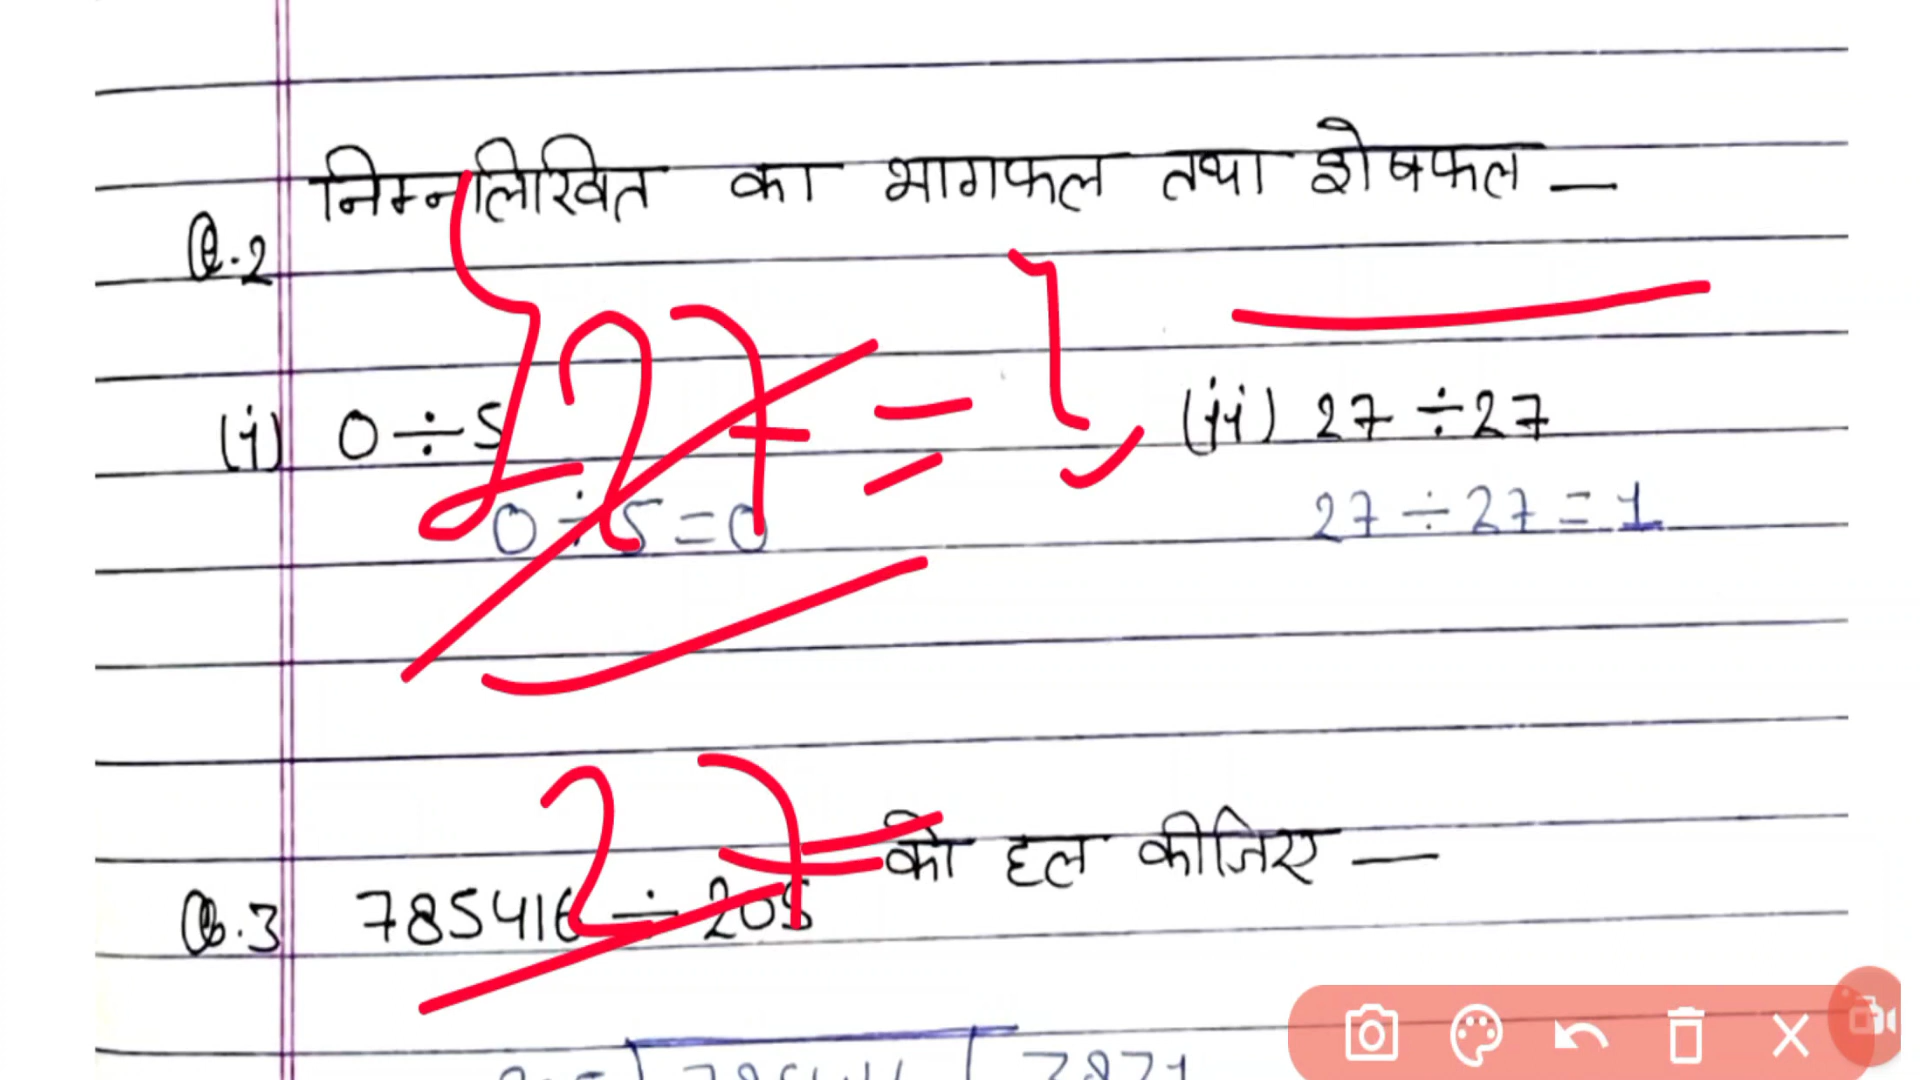 निम्नलिखित का भागफल तथा शेषफल —
Q.2
(i) 0÷5 (ii) 27÷27
0÷5=0 27÷27=1
27 = 1
27
को हल कीजिए —
Q.3 785416÷205